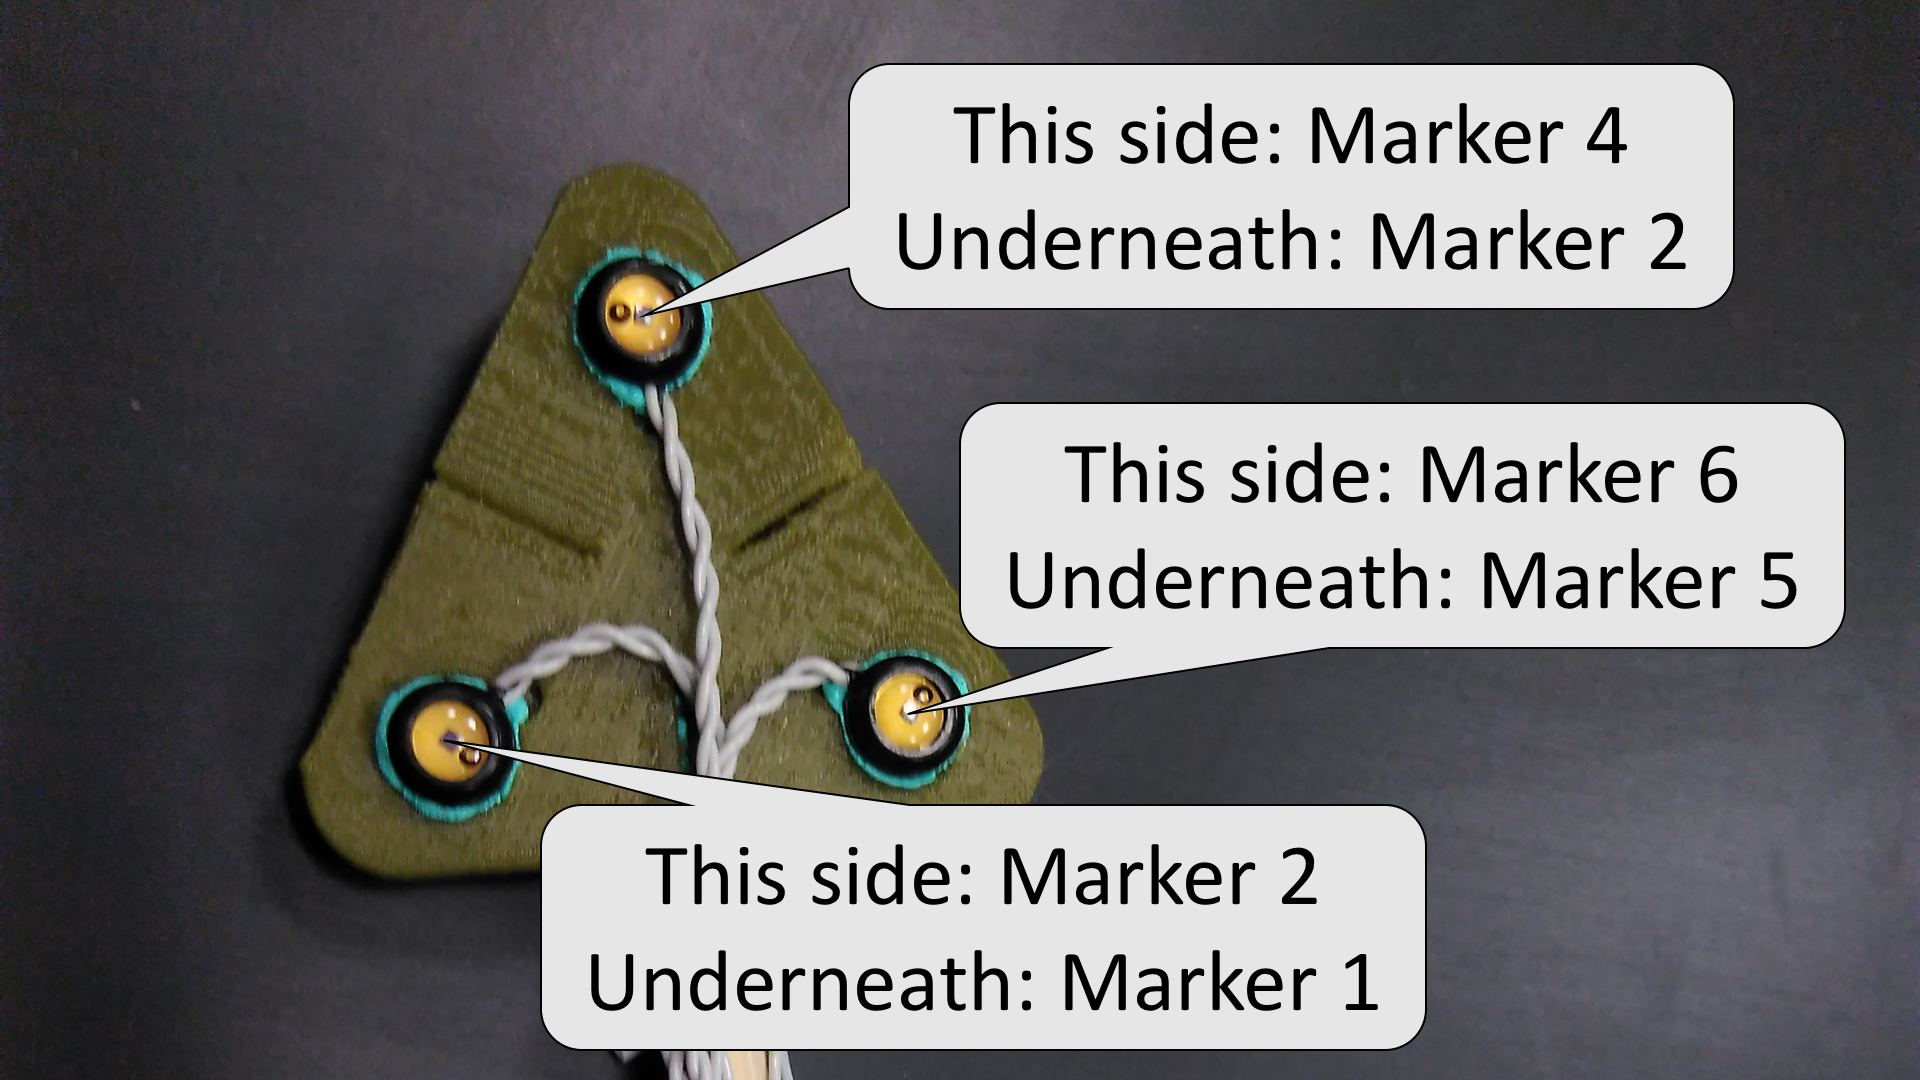 This side: Marker 4
Underneath: Marker 2
This side: Marker 6
Underneath: Marker 5
This side: Marker 2
Underneath: Marker 1